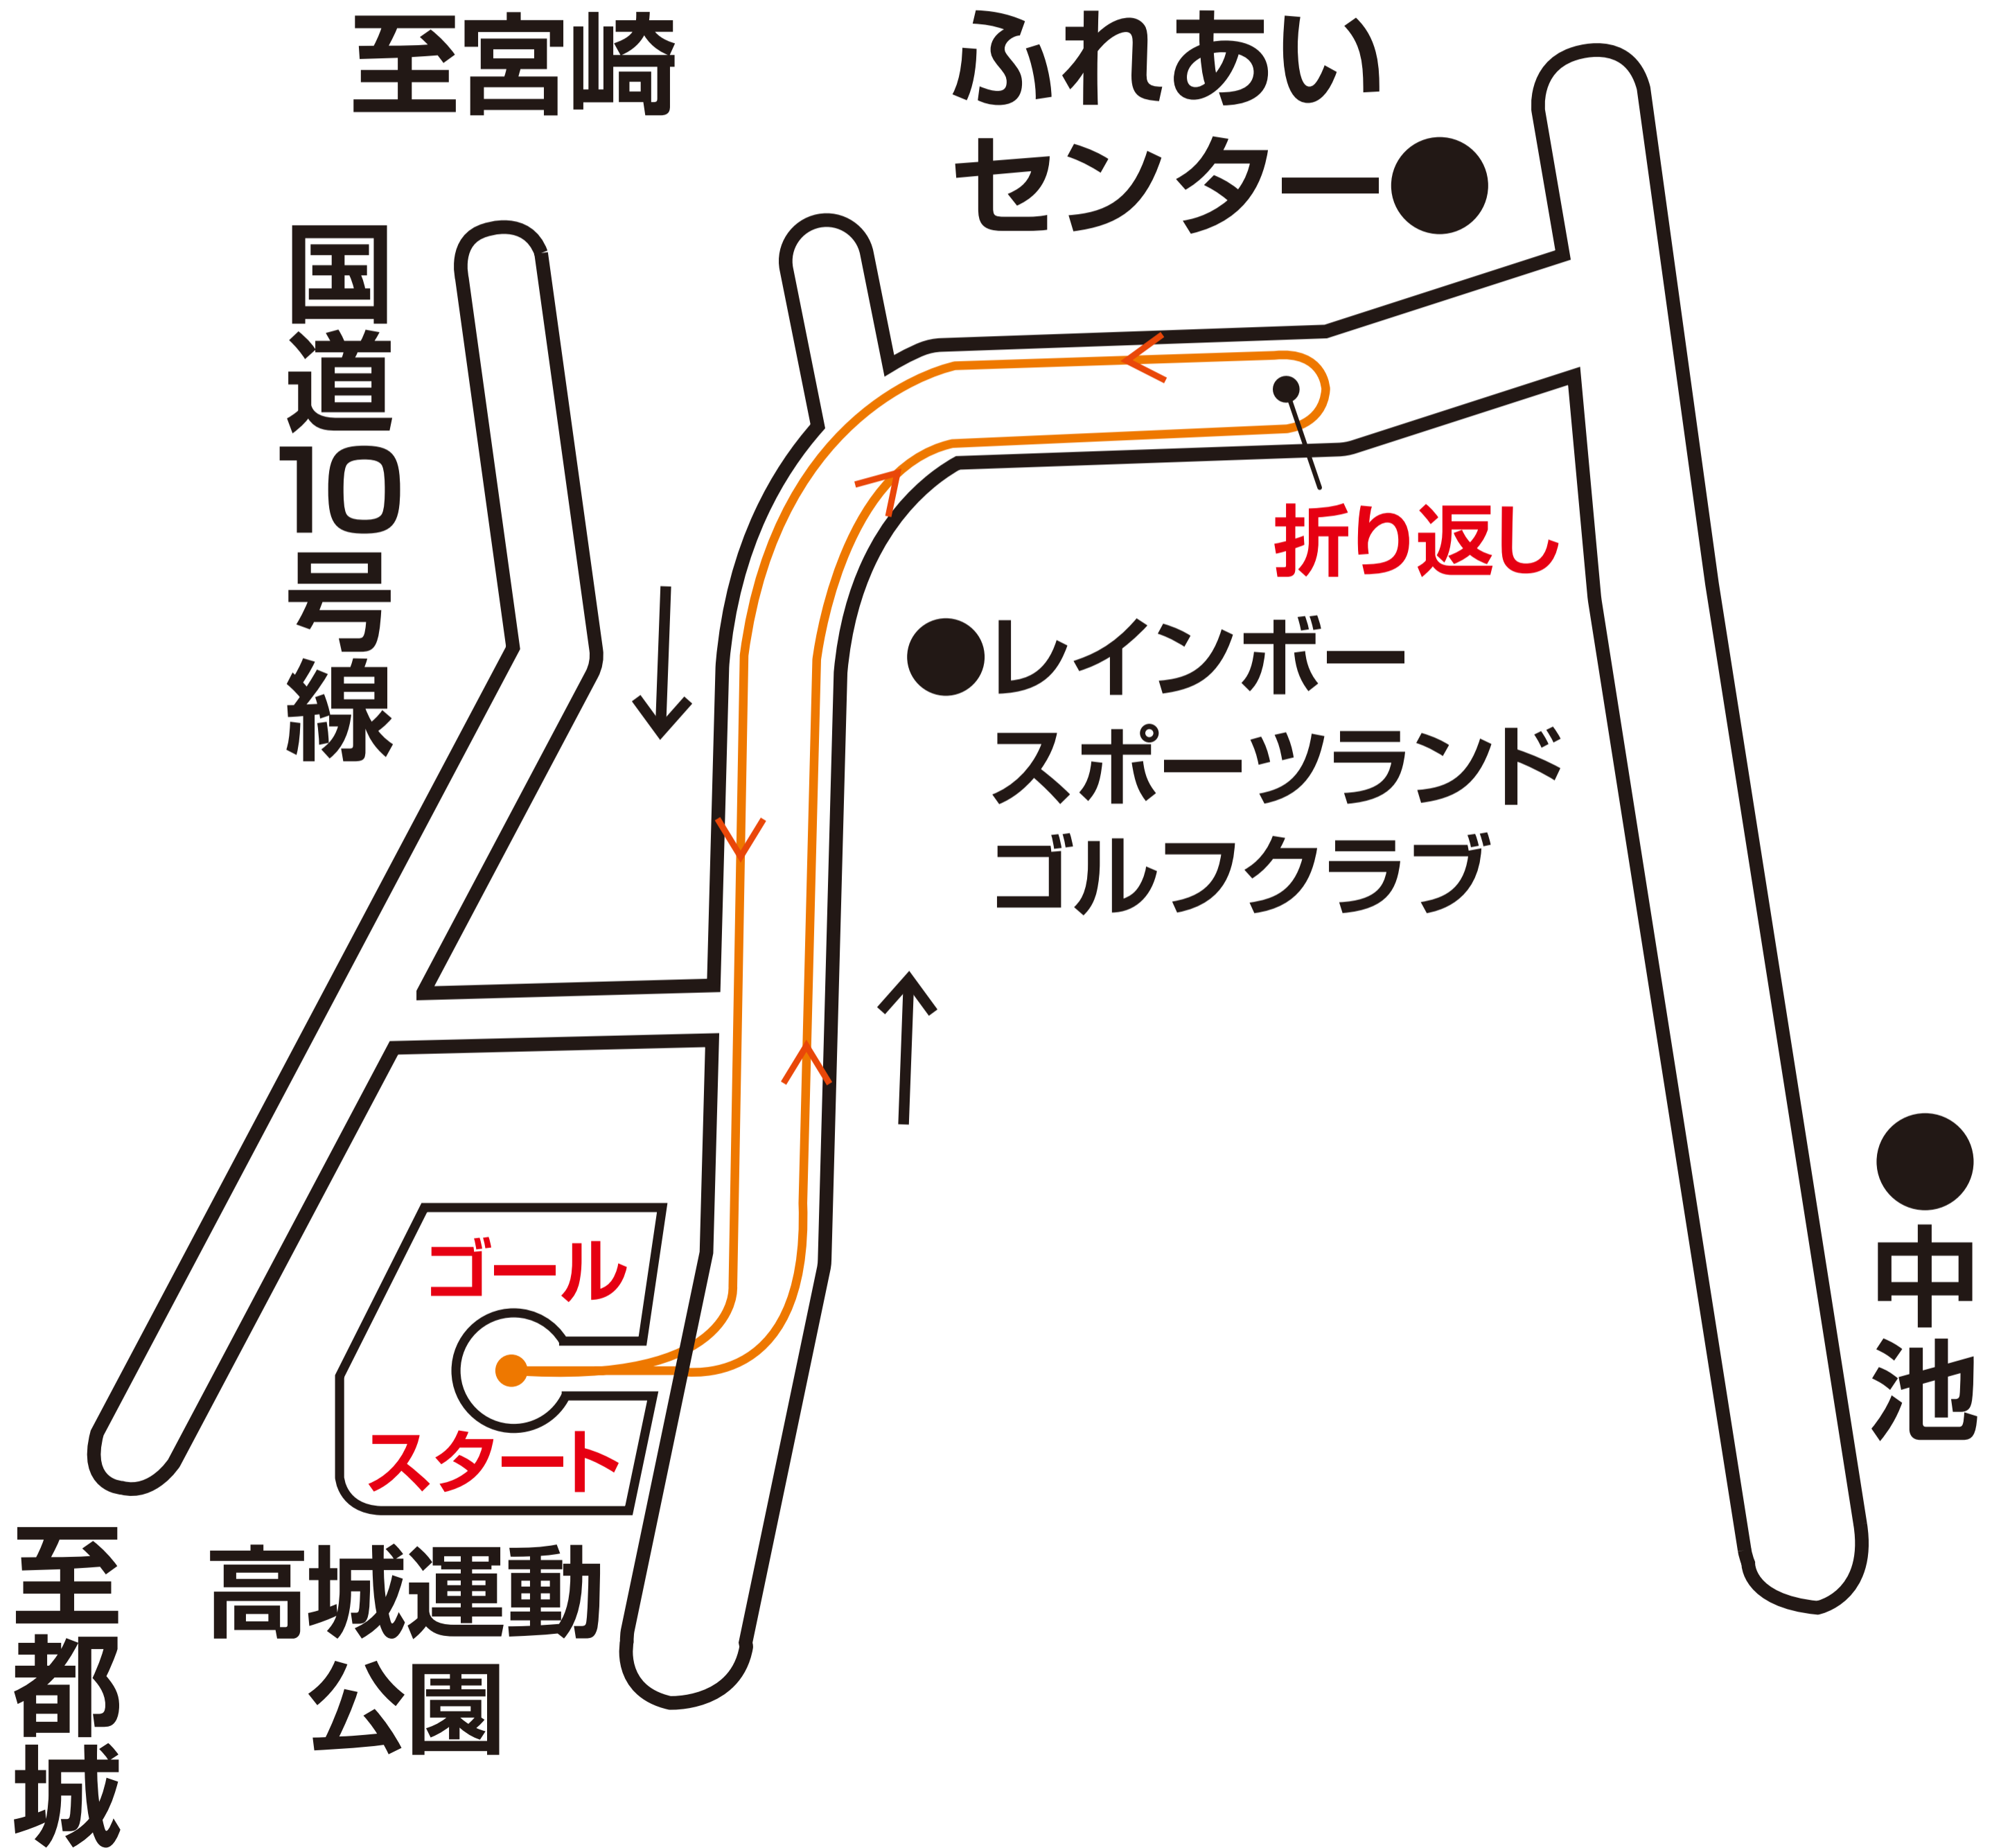 至宮崎
ふれあい
センター
国道10号線
折り返し
レインボー
スポーツランド
ゴルフクラブ
ゴール
スタート
中池
高城運動
公園
至都城